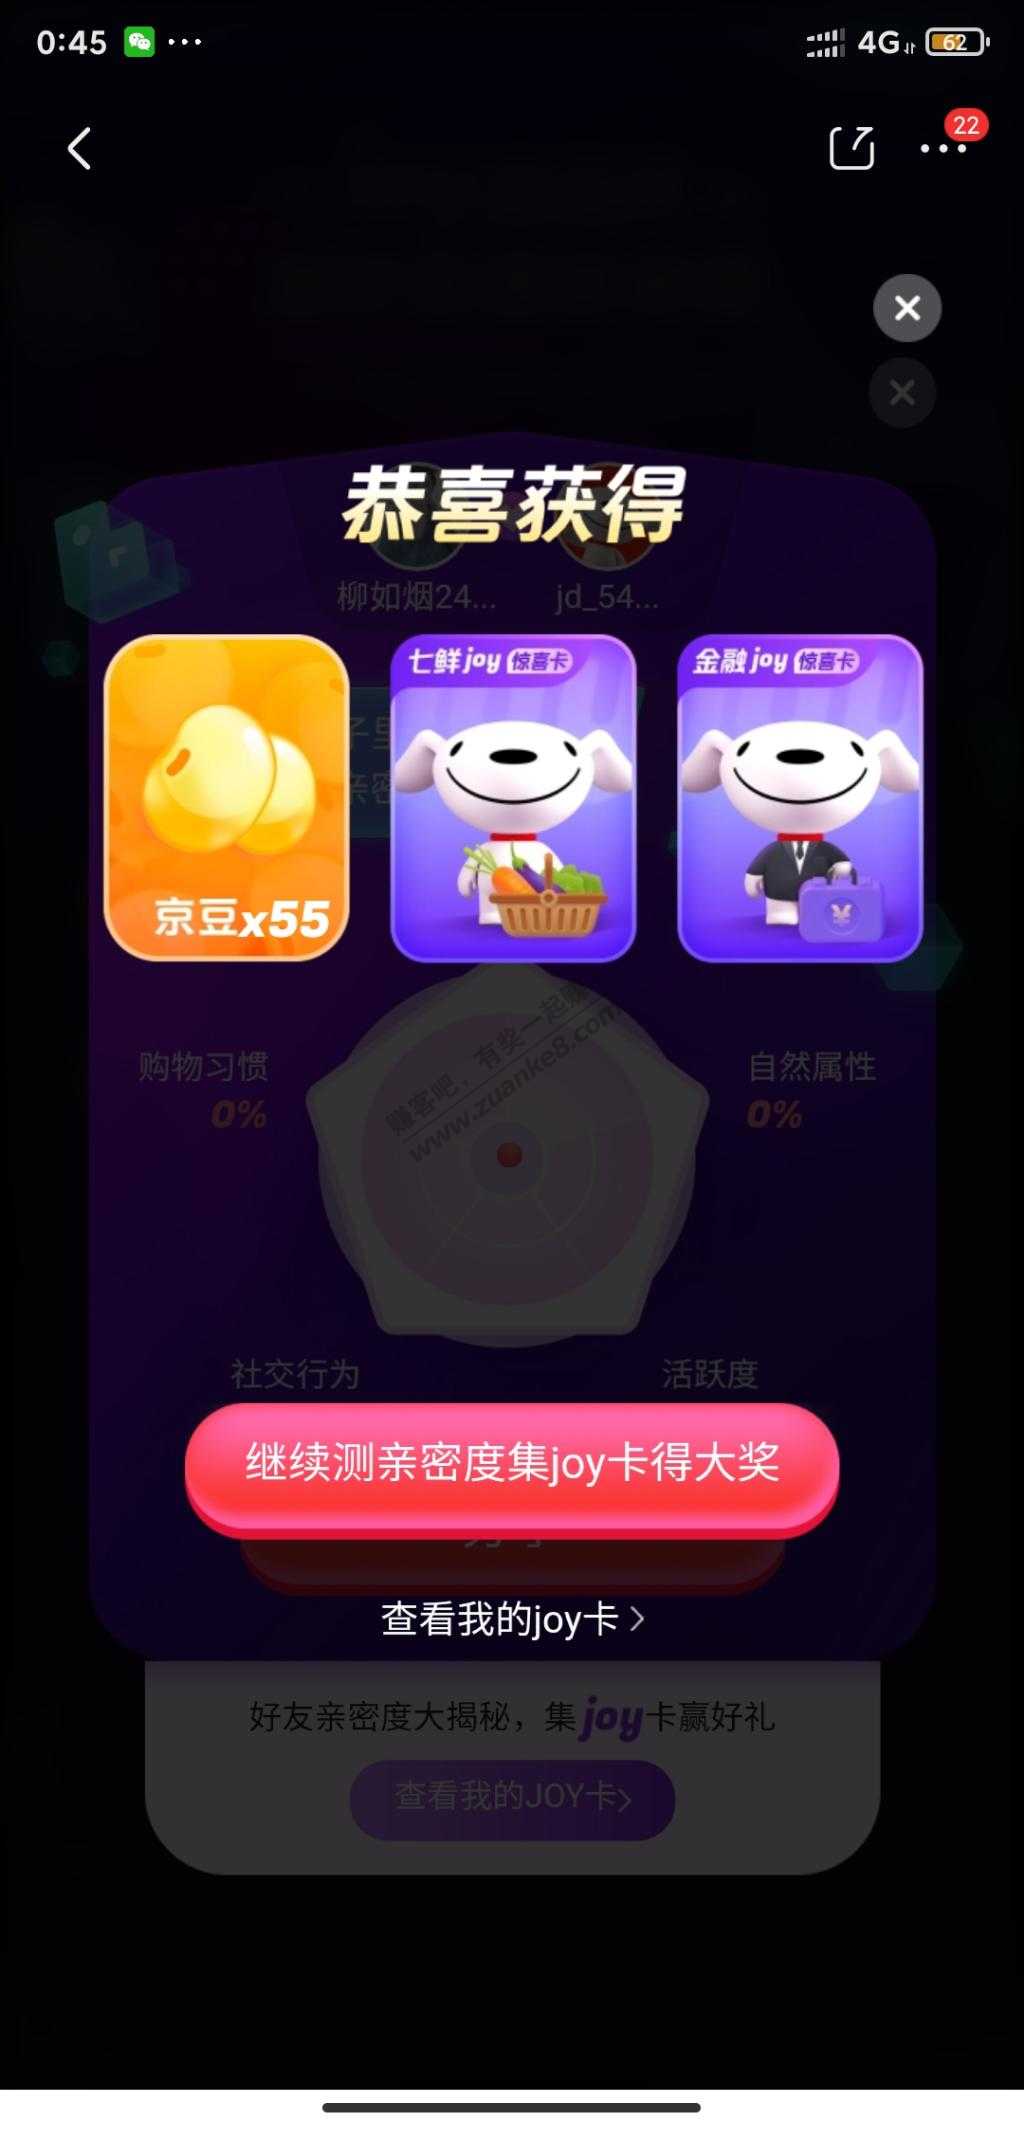 0:45
4G
62
22
恭喜获得
柳如烟24...
jd_54...
七鲜joy惊喜卡
金融joy惊喜卡
京豆x55
赚客吧，有奖一起赚
www.zuanke8.com
购物习惯
0%
自然属性
0%
社交行为
活跃度
继续测亲密度集joy卡得大奖
查看我的joy卡>
好友亲密度大揭秘，集joy卡赢好礼
查看我的JOY卡>